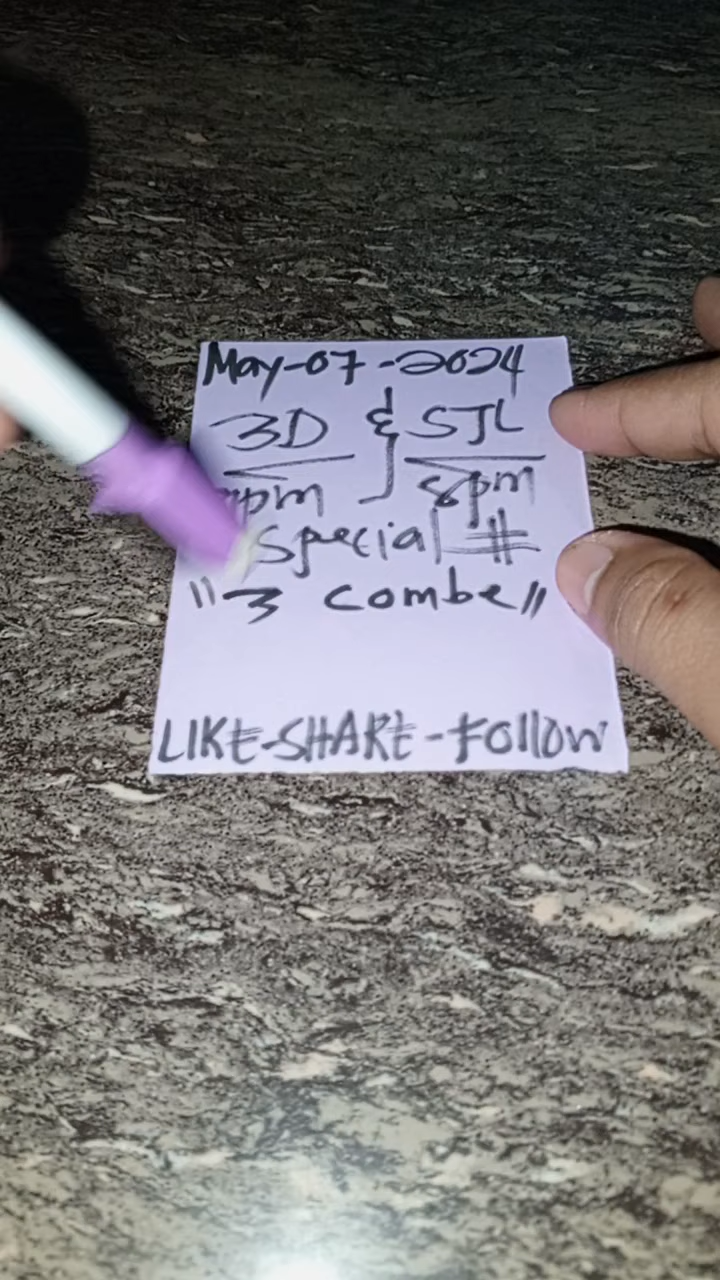 May-07-2024
3D & STL
pm 8pm
Special #
"3 combe"
LIKE-SHARE-Follow